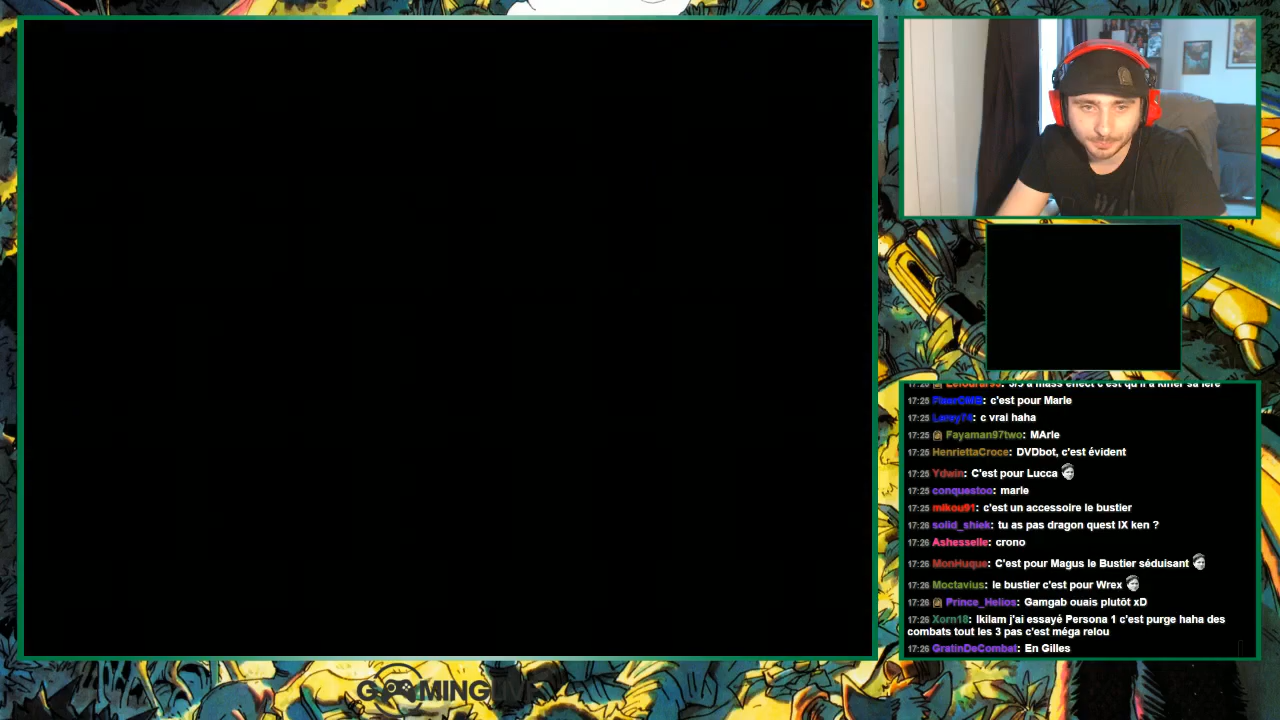 17:25 FleurCMB: c'est pour Marle
17:25 Leroy74: c vrai haha
17:25 Fayaman97two: MArle
17:25 HenriettaCroce: DVDbot, c'est évident
17:25 Ydwin: C'est pour Lucca
17:25 conquestoo: marle
17:25 mikou91: c'est un accessoire le bustier
17:26 solid_shiek: tu as pas dragon quest IX ken ?
17:26 Ashesselle: crono
17:26 MonHuque: C'est pour Magus le Bustier séduisant
17:26 Moctavius: le bustier c'est pour Wrex
17:26 Prince_Helios: Gamgab ouais plutôt xD
17:26 Xorn18: Ikilam j'ai essayé Persona 1 c'est purge haha des
combats tout les 3 pas c'est méga relou
17:26 GratinDeCombat: En Gilles
GAMINGLIVE